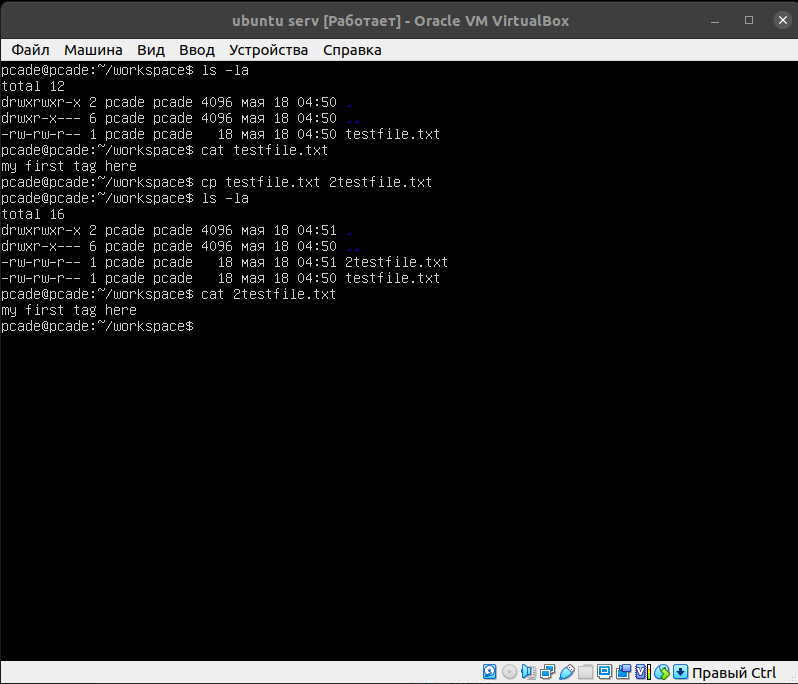 ubuntu serv [Работает] - Oracle VM VirtualBox
Файл Машина Вид Ввод Устройства Справка
pcade@pcade:~/workspace$ ls -la
total 12
drwxrwxr-x 2 pcade pcade 4096 мая 18 04:50 .
drwxr-x--- 6 pcade pcade 4096 мая 18 04:50 ..
-rw-rw-r-- 1 pcade pcade   18 мая 18 04:50 testfile.txt
pcade@pcade:~/workspace$ cat testfile.txt
my first tag here
pcade@pcade:~/workspace$ cp testfile.txt 2testfile.txt
pcade@pcade:~/workspace$ ls -la
total 16
drwxrwxr-x 2 pcade pcade 4096 мая 18 04:51 .
drwxr-x--- 6 pcade pcade 4096 мая 18 04:50 ..
-rw-rw-r-- 1 pcade pcade   18 мая 18 04:51 2testfile.txt
-rw-rw-r-- 1 pcade pcade   18 мая 18 04:50 testfile.txt
pcade@pcade:~/workspace$ cat 2testfile.txt
my first tag here
pcade@pcade:~/workspace$
Правый Ctrl